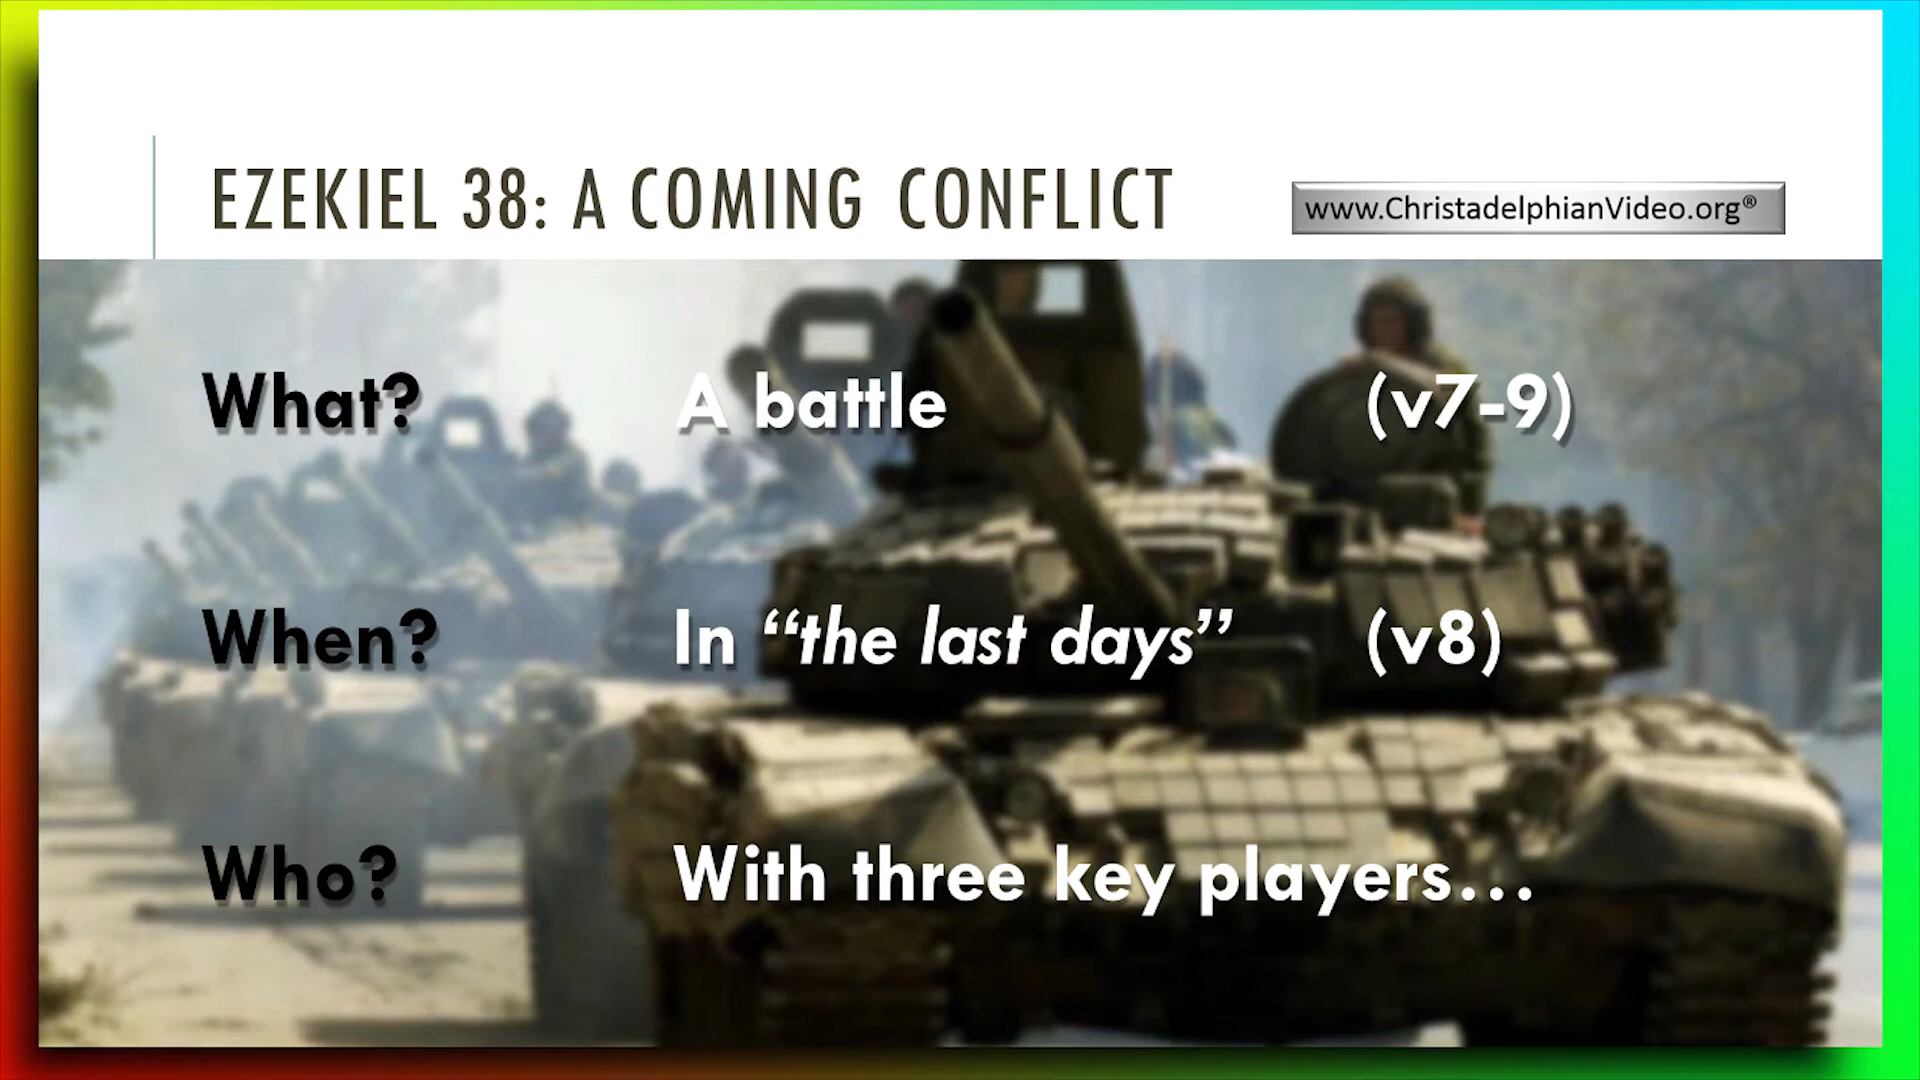 EZEKIEL 38: A COMING CONFLICT
www.ChristadelphianVideo.org®
What? A battle (v7-9)
When? In “the last days” (v8)
Who? With three key players...